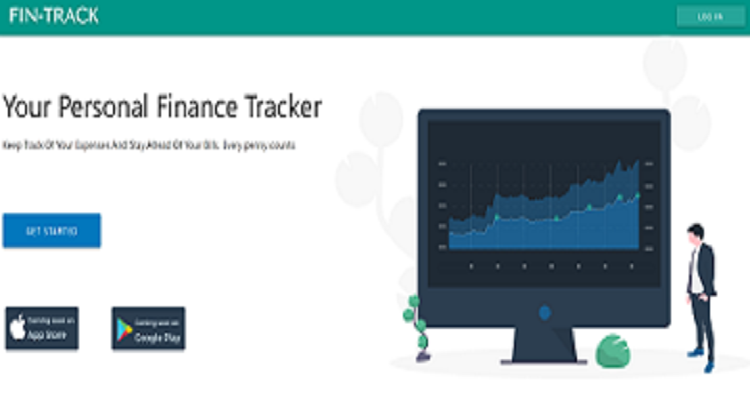 FIN-TRACK
LOG IN
Your Personal Finance Tracker
Keep Track Of Your Expenses And Stay Ahead Of Your Bills. Every penny counts
GET STARTED
Coming soon on
App Store
Coming soon on
Google Play